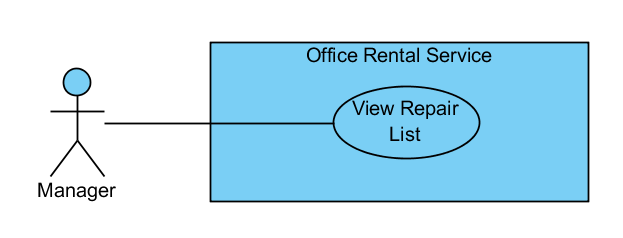 Office Rental Service
View Repair
List
Manager